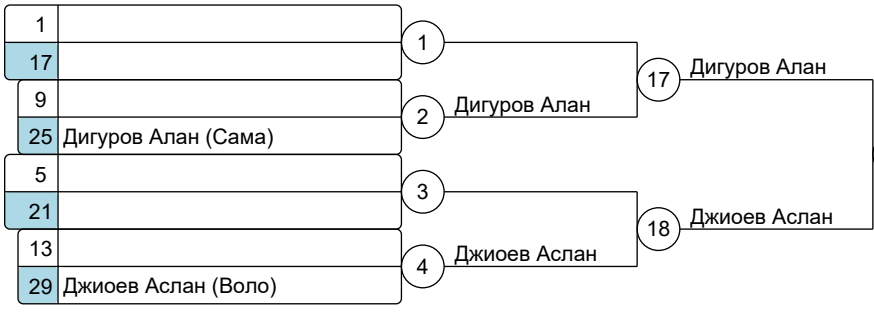 1
17
1
17
Дигуров Алан
9
2
Дигуров Алан
25 Дигуров Алан (Сама)
5
3
21
18
Джиоев Аслан
13
4
Джиоев Аслан
29 Джиоев Аслан (Воло)